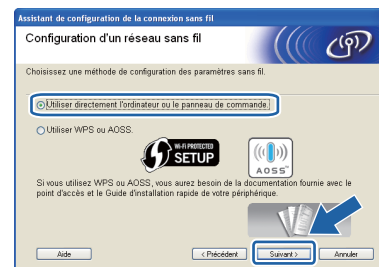 Assistant de configuration de la connexion sans fil
Configuration d'un réseau sans fil
Choisissez une méthode de configuration des paramètres sans fil.
Utiliser directement l'ordinateur ou le panneau de commande.
Utiliser WPS ou AOSS.
WI-FI PROTECTED
SETUP
AOSS
Si vous utilisez WPS ou AOSS, vous aurez besoin de la documentation fournie avec le
point d'accès et le Guide d'installation rapide de votre périphérique.
Aide
< Précédent
Suivant >
Annuler